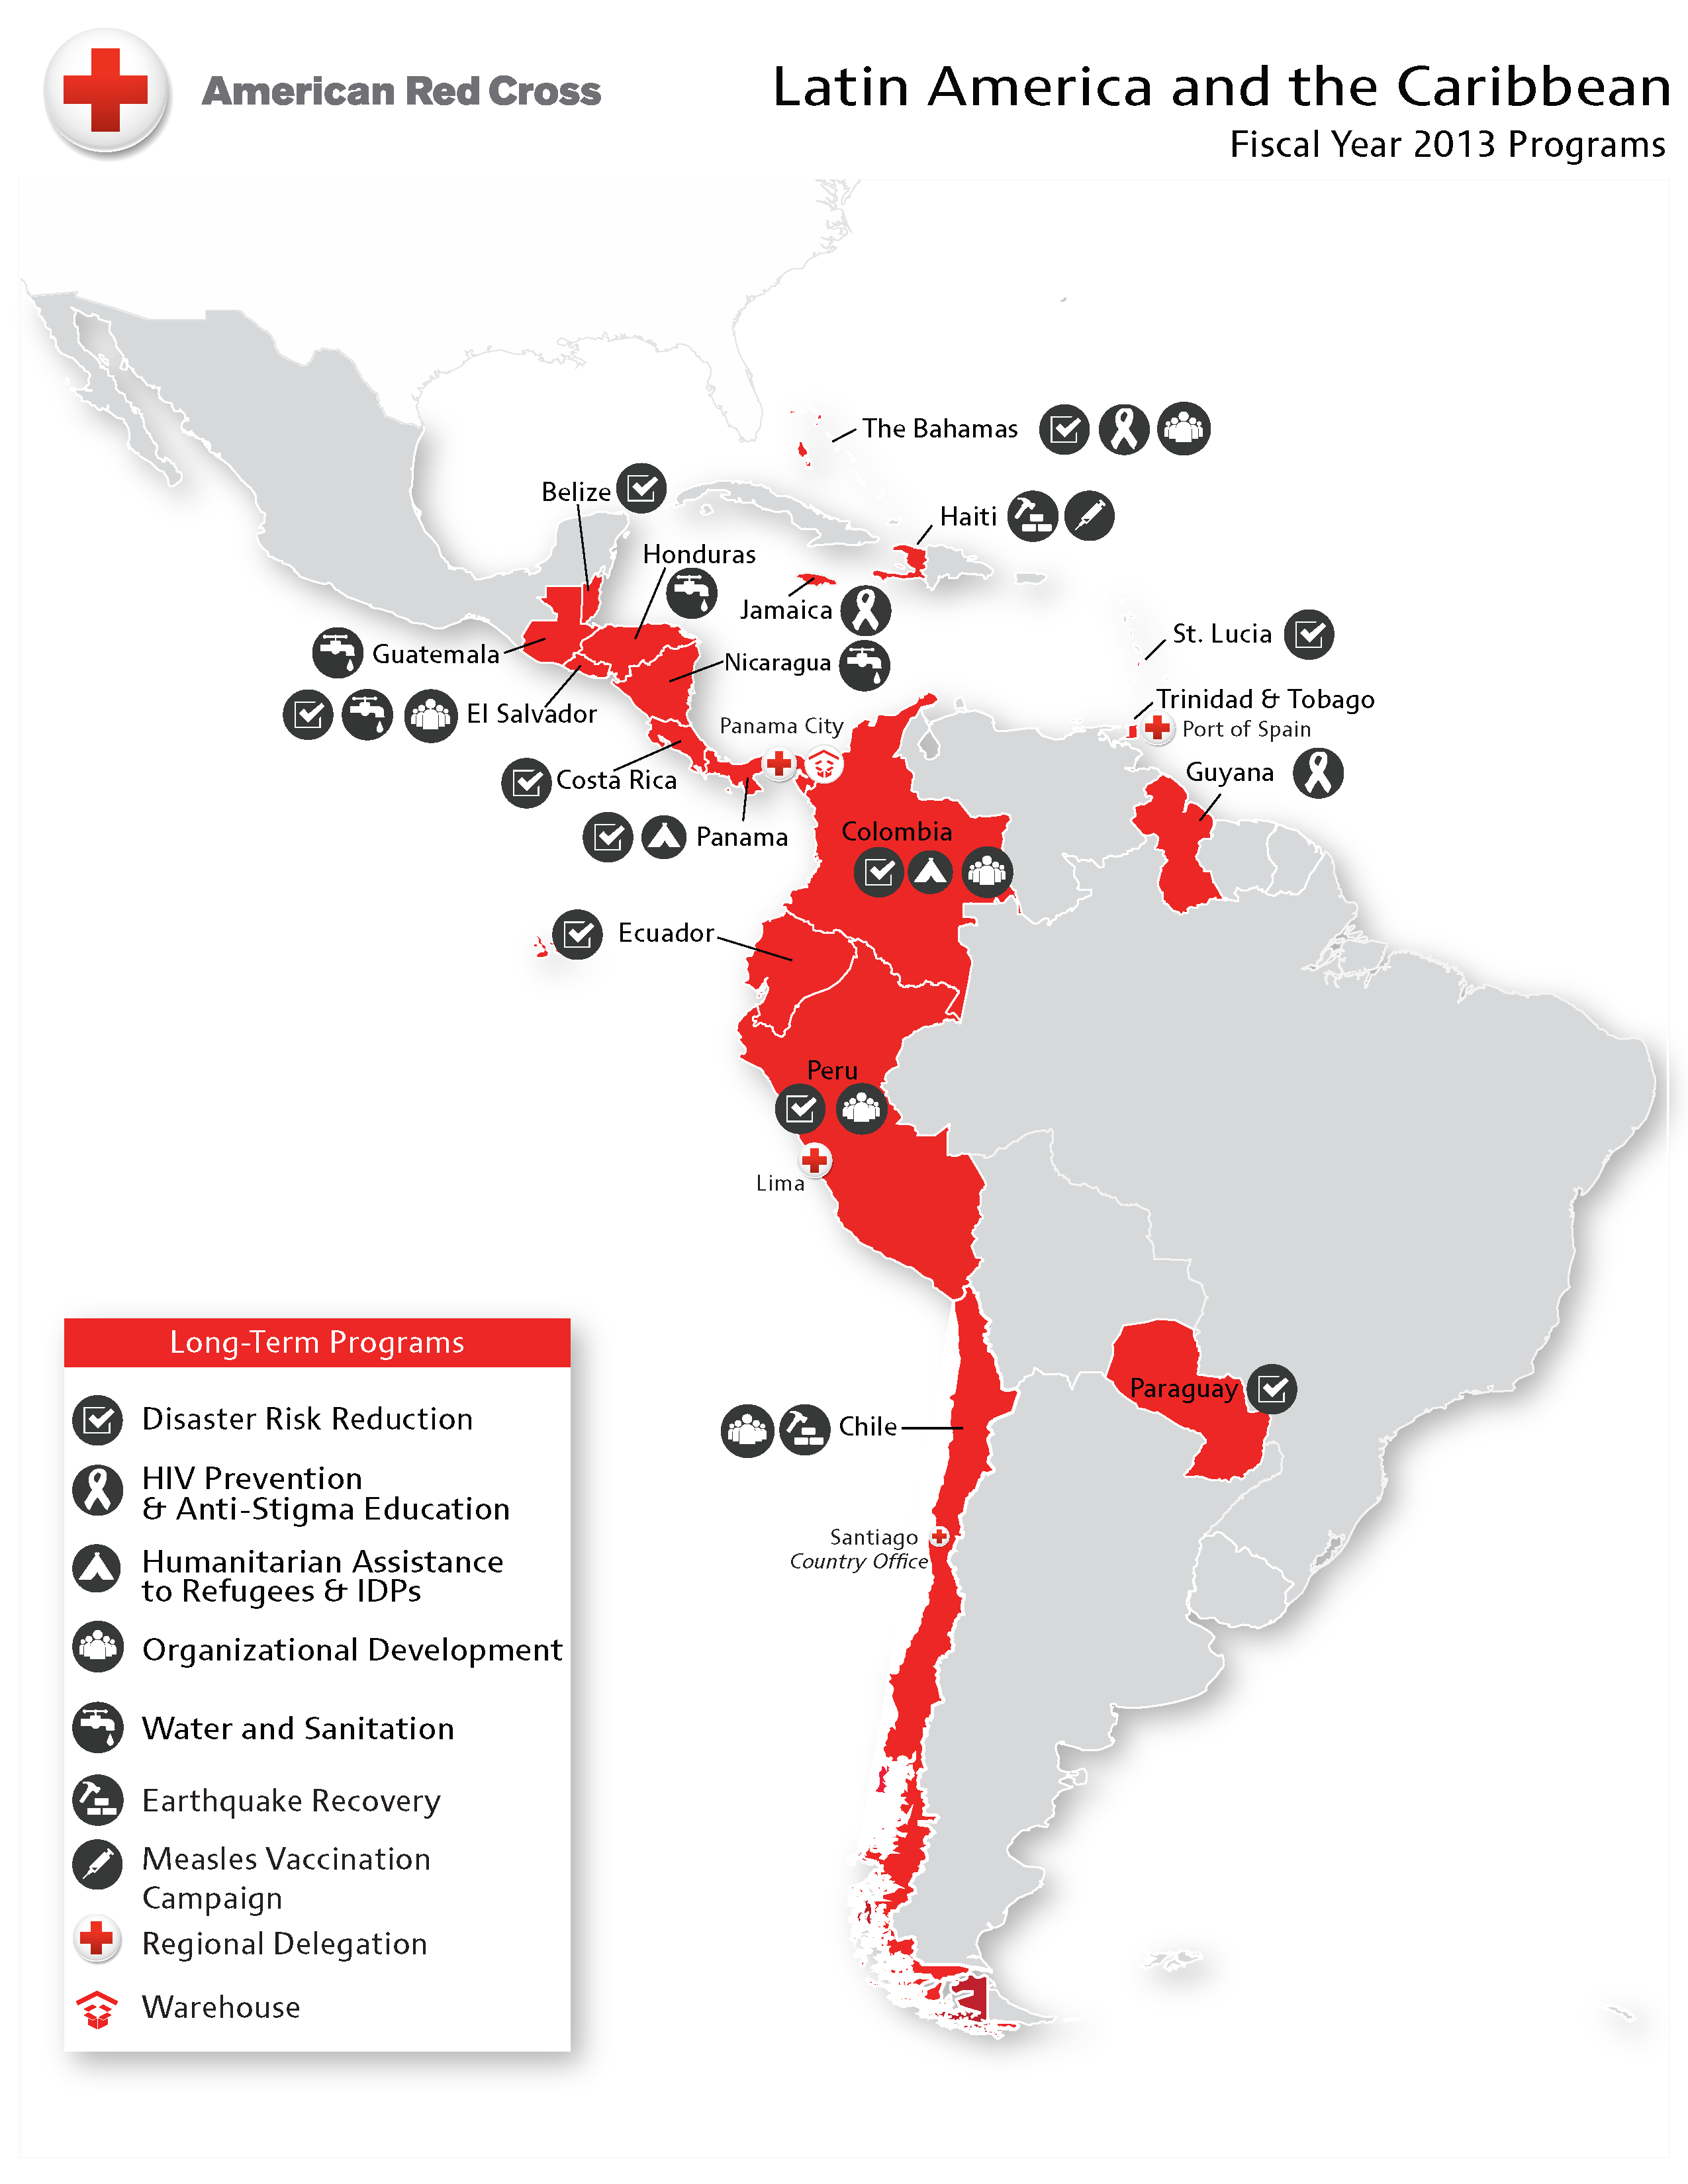 American Red Cross
Latin America and the Caribbean
Fiscal Year 2013 Programs
The Bahamas
Belize
Haiti
Honduras
Jamaica
St. Lucia
Guatemala
Nicaragua
Trinidad & Tobago
El Salvador
Panama City
Port of Spain
Costa Rica
Guyana
Panama
Colombia
Ecuador
Peru
Lima
Long-Term Programs
Disaster Risk Reduction
HIV Prevention
& Anti-Stigma Education
Humanitarian Assistance
to Refugees & IDPs
Organizational Development
Water and Sanitation
Earthquake Recovery
Measles Vaccination
Campaign
Regional Delegation
Warehouse
Paraguay
Chile
Santiago
Country Office